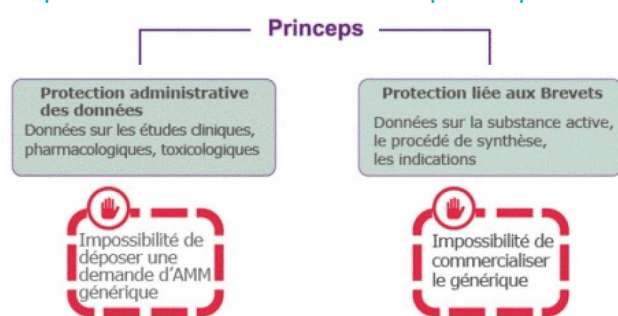 Princeps
Protection administrative
des données
Données sur les études cliniques,
pharmacologiques, toxicologiques
Protection liée aux Brevets
Données sur la substance active,
le procédé de synthèse,
les indications
Impossibilité de
déposer une
demande d'AMM
générique
Impossibilité de
commercialiser
le générique